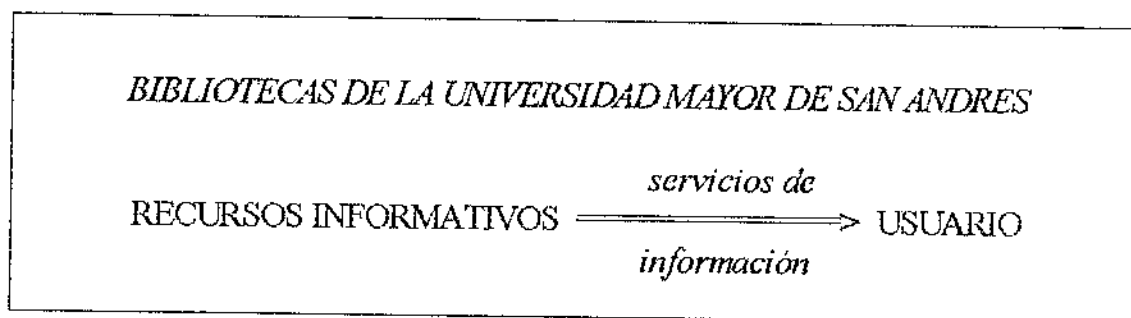 BIBLIOTECAS DE LA UNIVERSIDAD MAYOR DE SAN ANDRES
servicios de
RECURSOS INFORMATIVOS ⟹ USUARIO
información